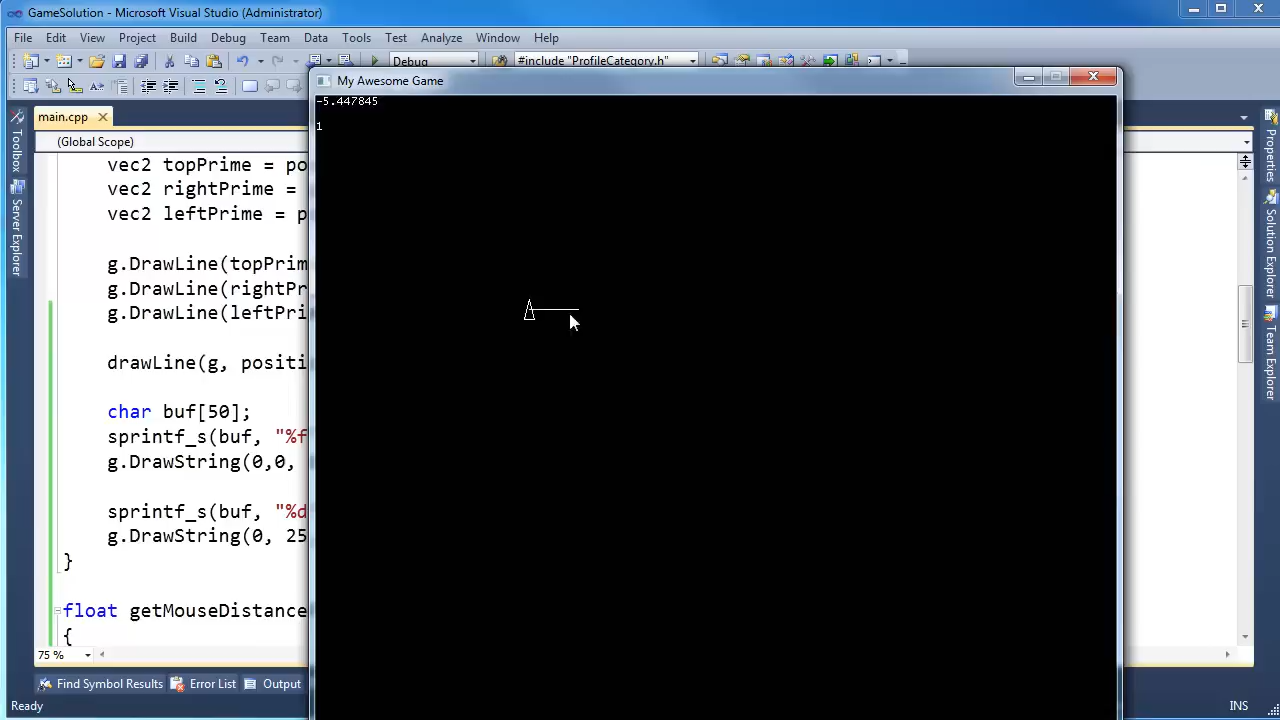 GameSolution - Microsoft Visual Studio (Administrator)
File Edit View Project Build Debug Team Data Tools Test Analyze Window Help
Debug #include "ProfileCategory.h"
My Awesome Game
-5.447845
1
main.cpp
(Global Scope)
vec2 topPrime = po
vec2 rightPrime =
vec2 leftPrime = p
g.DrawLine(topPrim
g.DrawLine(rightPr
g.DrawLine(leftPri
drawLine(g, positi
char buf[50];
sprintf_s(buf, "%f
g.DrawString(0,0,
sprintf_s(buf, "%d
g.DrawString(0, 25
}
float getMouseDistance
{
75 %
Find Symbol Results Error List Output
Ready INS
Toolbox
Server Explorer
Properties
Solution Explorer
Team Explorer